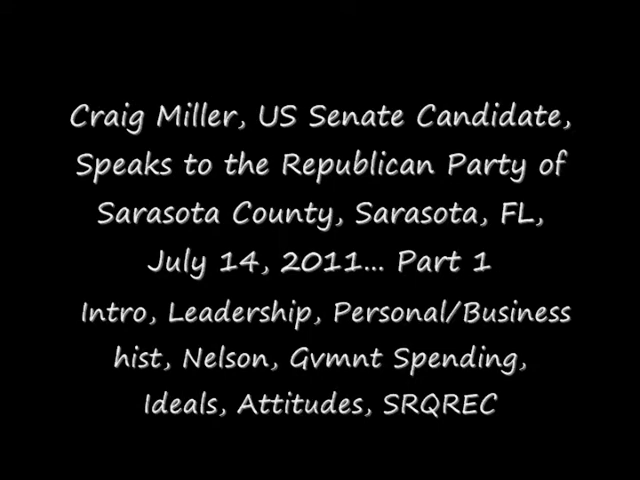 Craig Miller, US Senate Candidate,
Speaks to the Republican Party of
Sarasota County, Sarasota, FL,
July 14, 2011... Part 1
Intro, Leadership, Personal/Business
hist, Nelson, Gvmnt Spending,
Ideals, Attitudes, SRQREC